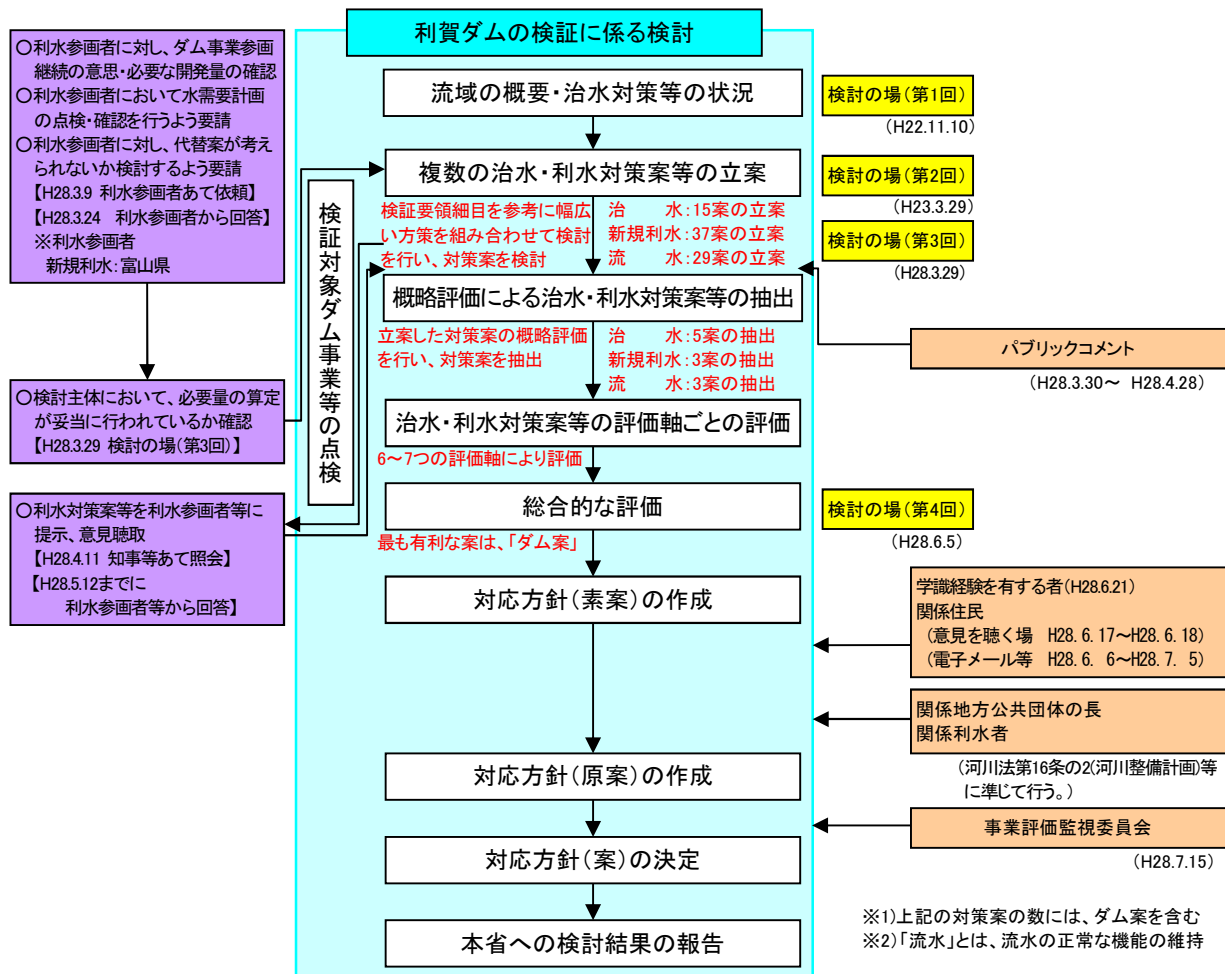 利賀ダムの検証に係る検討
○利水参画者に対し、ダム事業参画
継続の意思・必要な開発量の確認
○利水参画者において水需要計画
の点検・確認を行うよう要請
○利水参画者に対し、代替案が考え
られないか検討するよう要請
【H28.3.9 利水参画者あて依頼】
【H28.3.24 利水参画者から回答】
※利水参画者
新規利水:富山県
○検討主体において、必要量の算定
が妥当に行われているか確認
【H28.3.29 検討の場(第3回)】
○利水対策案等を利水参画者等に
提示、意見聴取
【H28.4.11 知事等あて照会】
【H28.5.12までに
利水参画者等から回答】
検証対象ダム事業等の点検
流域の概要・治水対策等の状況
複数の治水・利水対策案等の立案
検証要領細目を参考に幅広
い方策を組み合わせて検討
を行い、対策案を検討
治 水:15案の立案
新規利水:37案の立案
流 水:29案の立案
概略評価による治水・利水対策案等の抽出
立案した対策案の概略評価
を行い、対策案を抽出
治 水:5案の抽出
新規利水:3案の抽出
流 水:3案の抽出
治水・利水対策案等の評価軸ごとの評価
6~7つの評価軸により評価
総合的な評価
最も有利な案は、「ダム案」
対応方針(素案)の作成
対応方針(原案)の作成
対応方針(案)の決定
本省への検討結果の報告
検討の場(第1回)
(H22.11.10)
検討の場(第2回)
(H23.3.29)
検討の場(第3回)
(H28.3.29)
パブリックコメント
(H28.3.30~ H28.4.28)
検討の場(第4回)
(H28.6.5)
学識経験を有する者(H28.6.21)
関係住民
(意見を聴く場 H28. 6. 17~H28. 6. 18)
(電子メール等 H28. 6. 6~H28. 7. 5)
関係地方公共団体の長
関係利水者
(河川法第16条の2(河川整備計画)等
に準じて行う。)
事業評価監視委員会
(H28.7.15)
※1)上記の対策案の数には、ダム案を含む
※2)「流水」とは、流水の正常な機能の維持